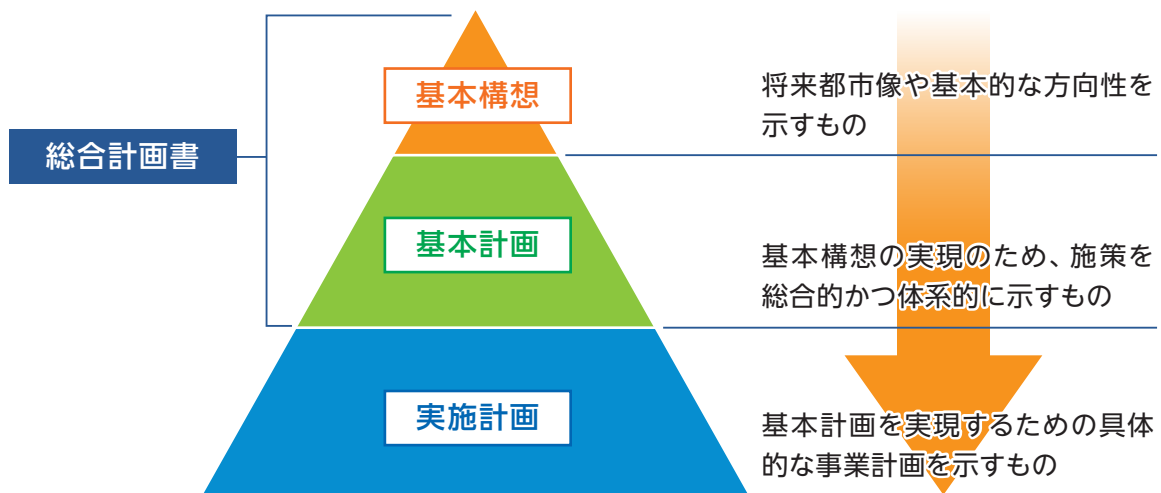 総合計画書
基本構想
将来都市像や基本的な方向性を
示すもの
基本計画
基本構想の実現のため、施策を
総合的かつ体系的に示すもの
実施計画
基本計画を実現するための具体
的な事業計画を示すもの